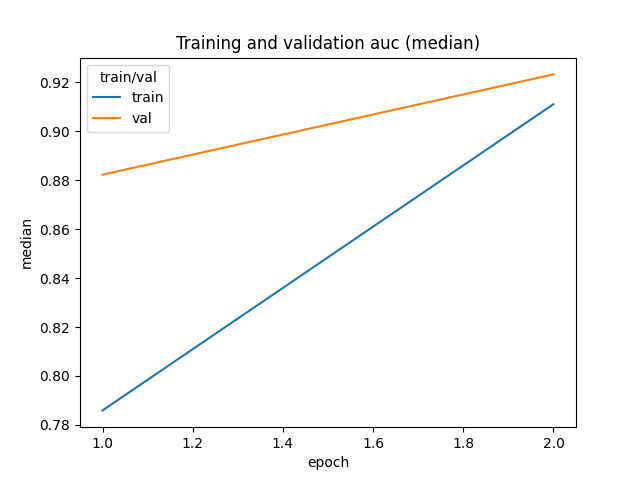 Training and validation auc (median)
train/val
train
val
0.92
0.90
0.88
0.86
0.84
0.82
0.80
0.78
median
1.0 1.2 1.4 1.6 1.8 2.0
epoch